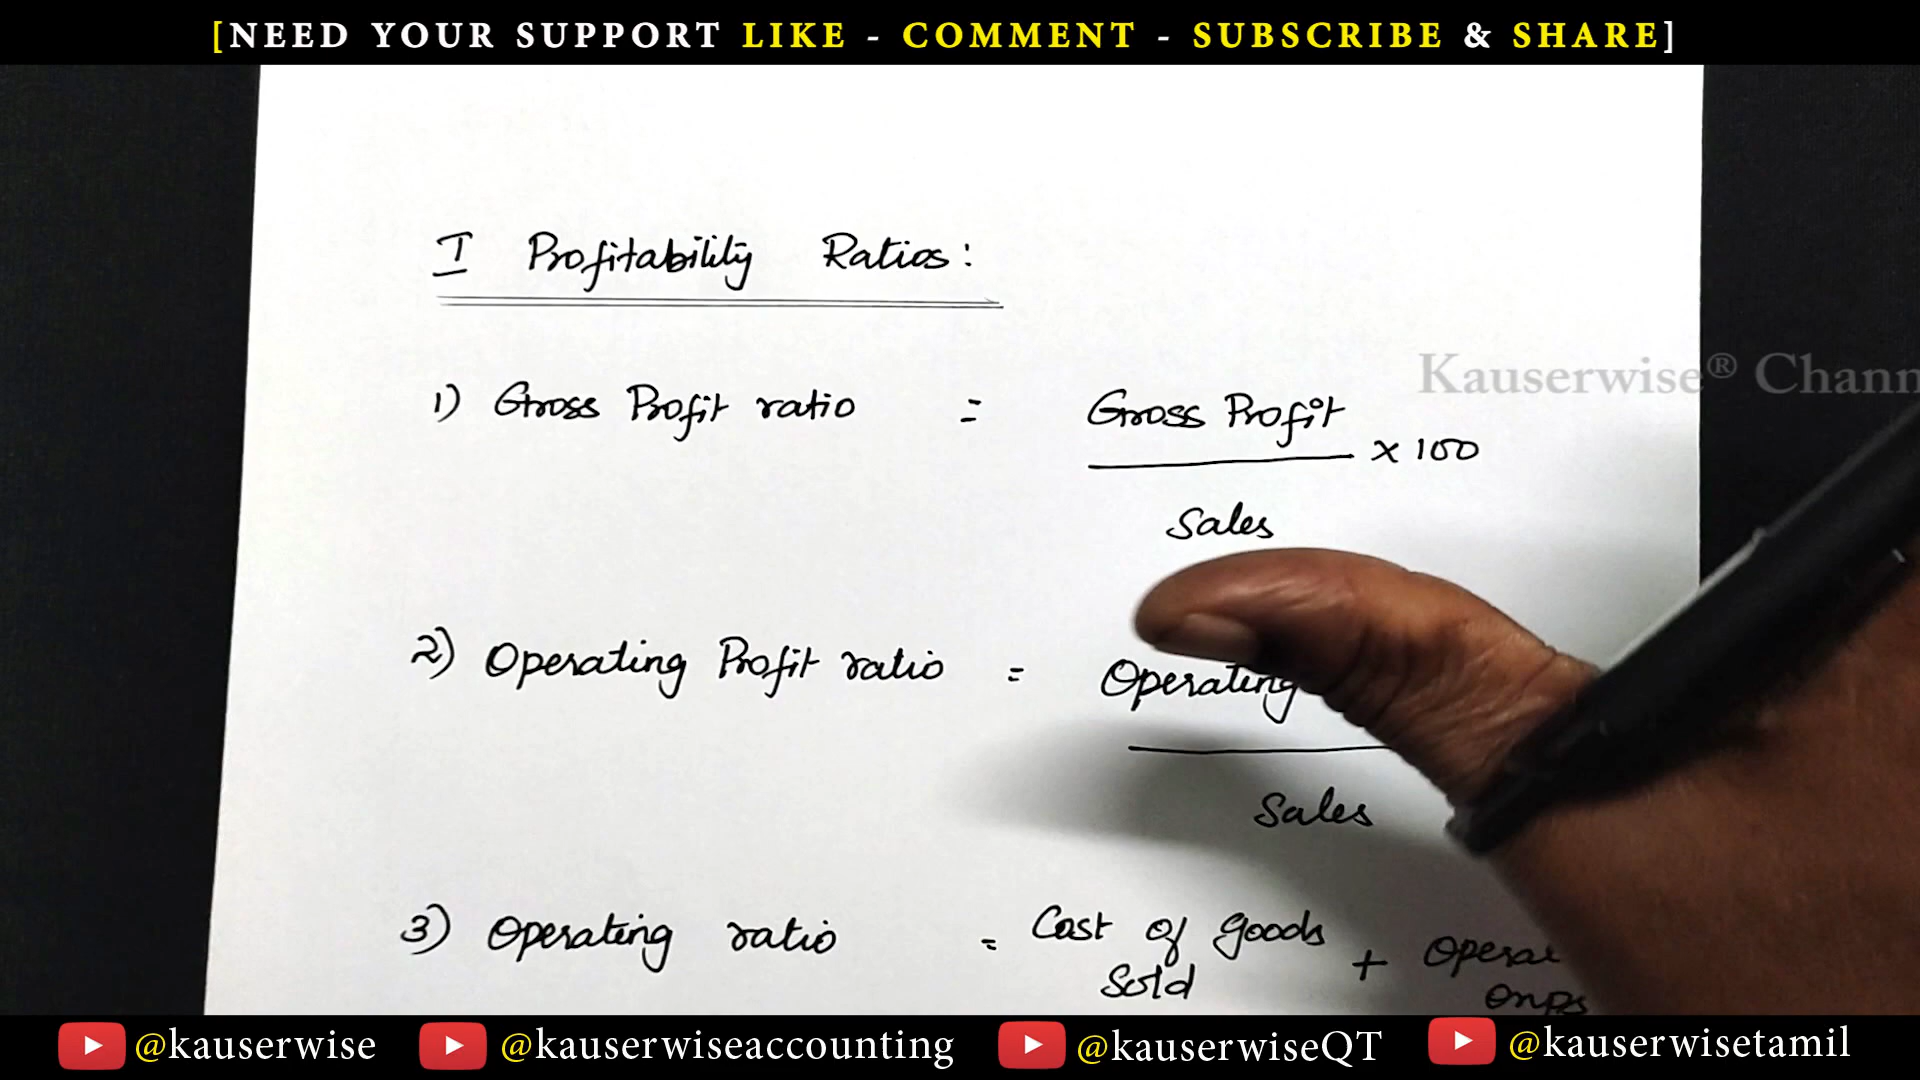 [NEED YOUR SUPPORT LIKE - COMMENT - SUBSCRIBE & SHARE]
I Profitability Ratios:
Kauserwise® Chann
1) Gross Profit ratio = Gross Profit × 100
Sales
2) Operating Profit ratio = Operating
Sales
3) Operating ratio = Cost of goods + Opera
Sold
@kauserwise @kauserwiseaccounting @kauserwiseQT @kauserwisetamil